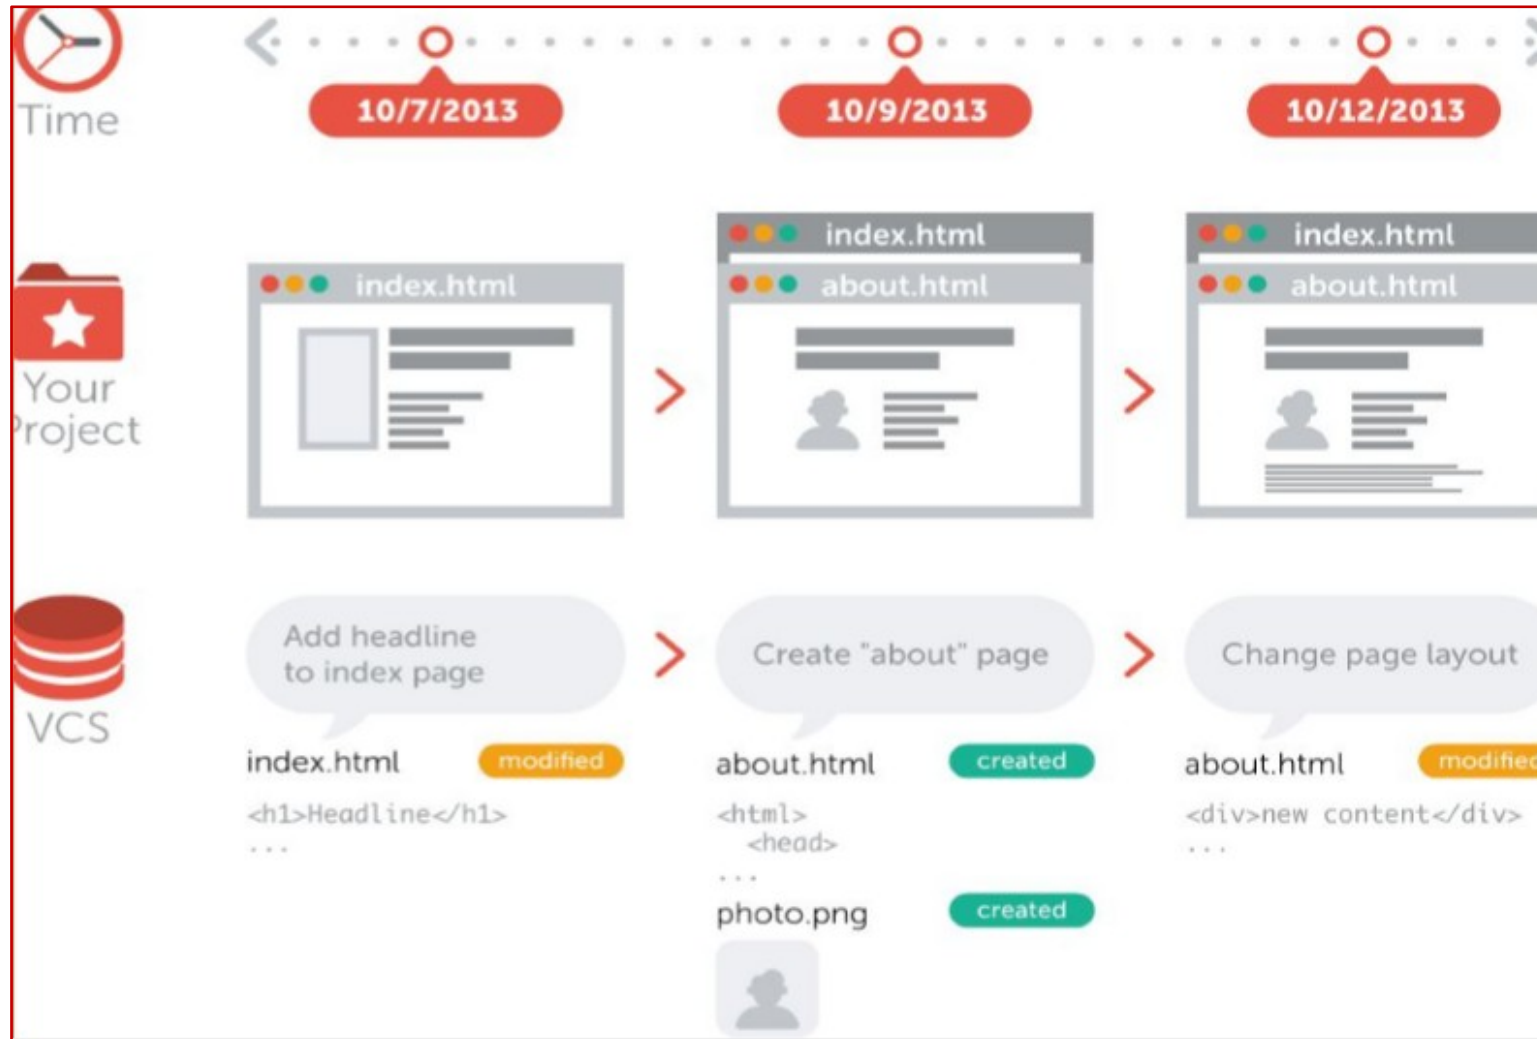 Time
10/7/2013
10/9/2013
10/12/2013
Your
Project
index.html
index.html
about.html
index.html
about.html
VCS
Add headline
to index page
Create "about" page
Change page layout
index.html modified
<h1>Headline</h1>
...
about.html created
<html>
<head>
...
photo.png created
about.html modified
<div>new content</div>
...